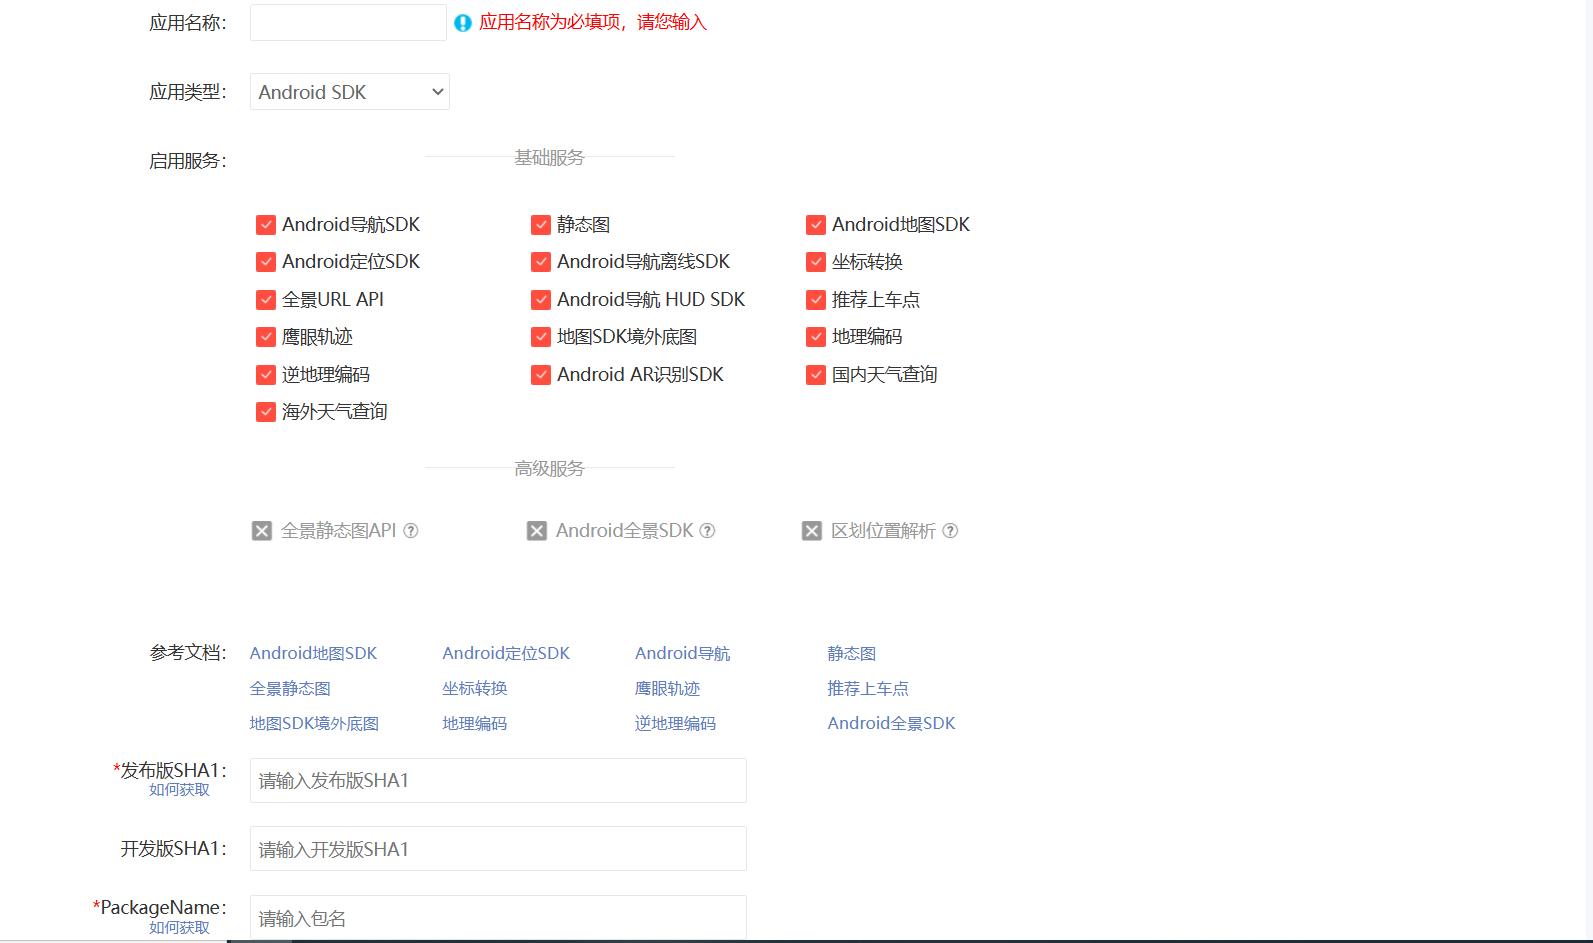 应用名称： 应用名称为必填项，请您输入
应用类型： Android SDK
启用服务： 基础服务
Android导航SDK 静态图 Android地图SDK
Android定位SDK Android导航离线SDK 坐标转换
全景URL API Android导航 HUD SDK 推荐上车点
鹰眼轨迹 地图SDK境外底图 地理编码
逆地理编码 Android AR识别SDK 国内天气查询
海外天气查询
高级服务
全景静态图API ? Android全景SDK ? 区划位置解析 ?
参考文档： Android地图SDK Android定位SDK Android导航 静态图
全景静态图 坐标转换 鹰眼轨迹 推荐上车点
地图SDK境外底图 地理编码 逆地理编码 Android全景SDK
*发布版SHA1： 请输入发布版SHA1
如何获取
开发版SHA1： 请输入开发版SHA1
*PackageName： 请输入包名
如何获取